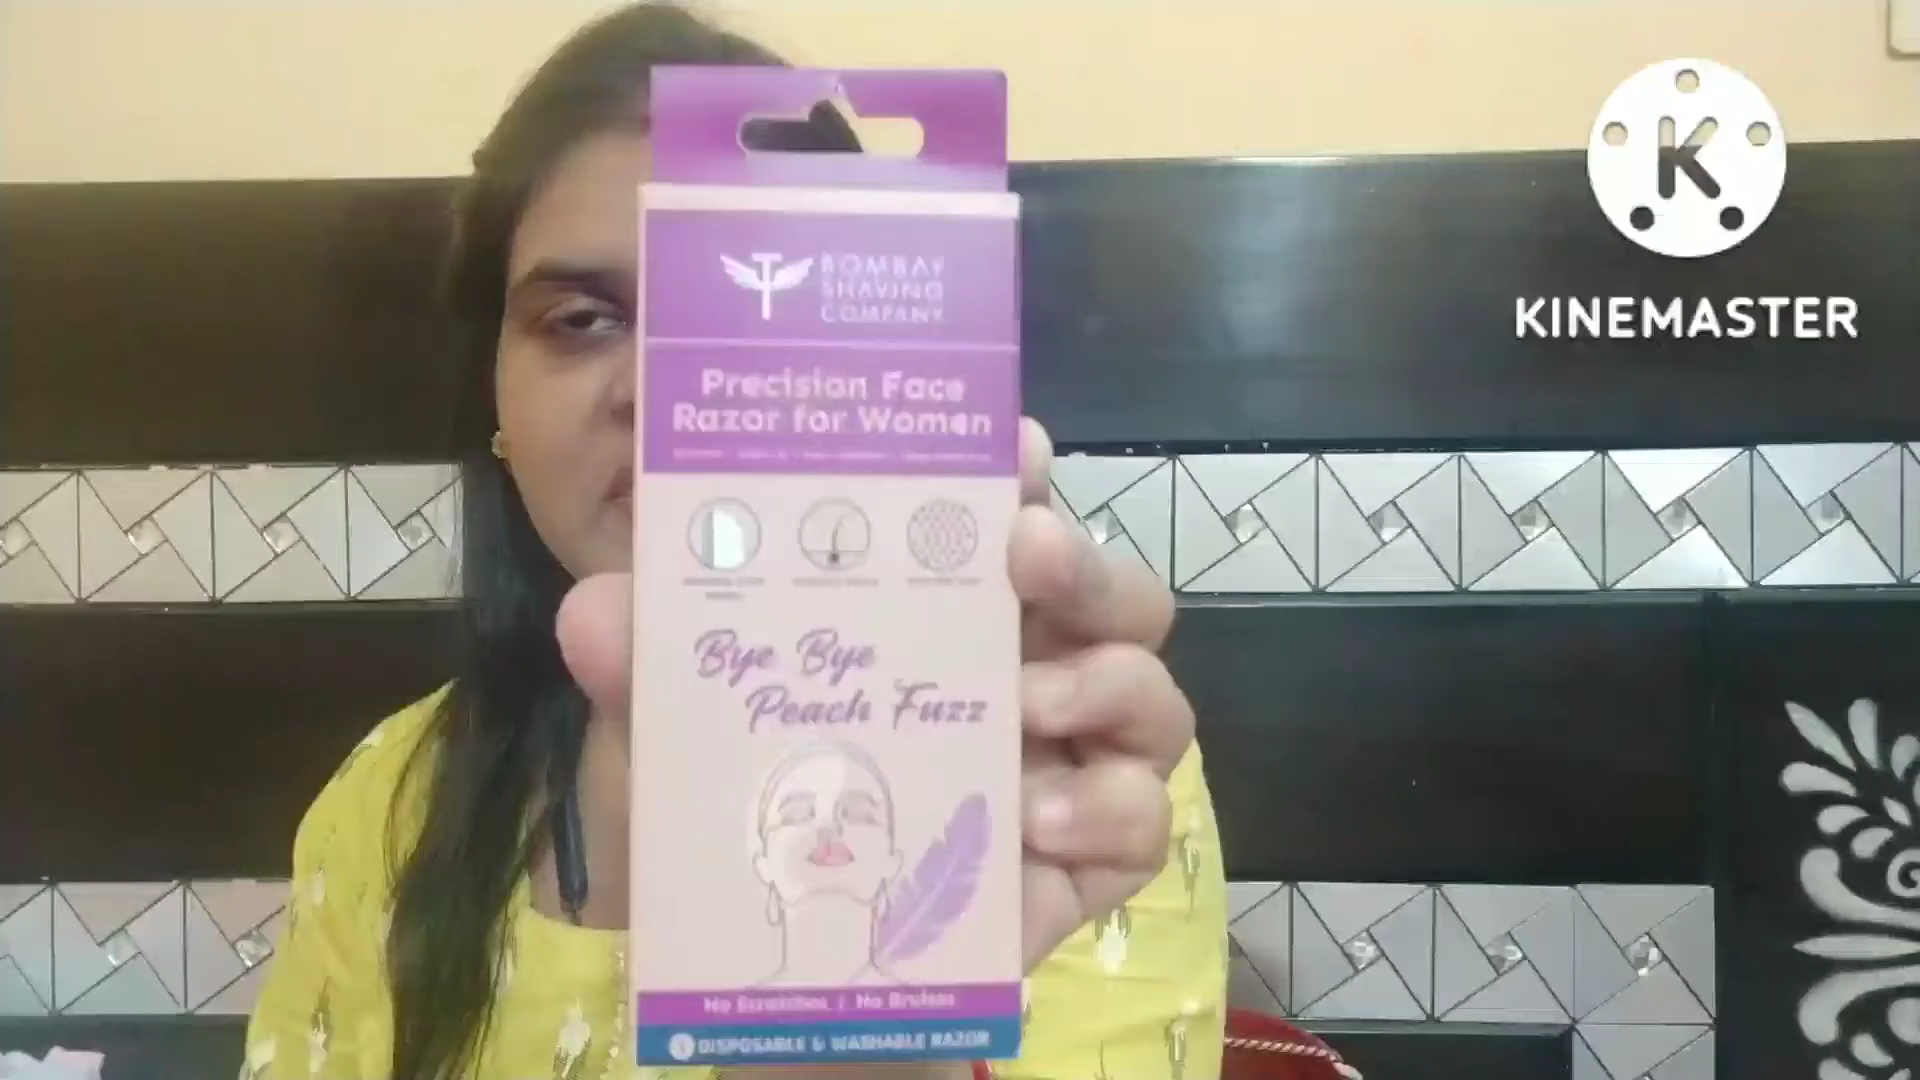 BOMBAY
SHAVING
COMPANY
Precision Face
Razor for Women
Bye Bye
Peach Fuzz
No Scratches | No Bruises
1 DISPOSABLE & WASHABLE RAZOR
K
KINEMASTER